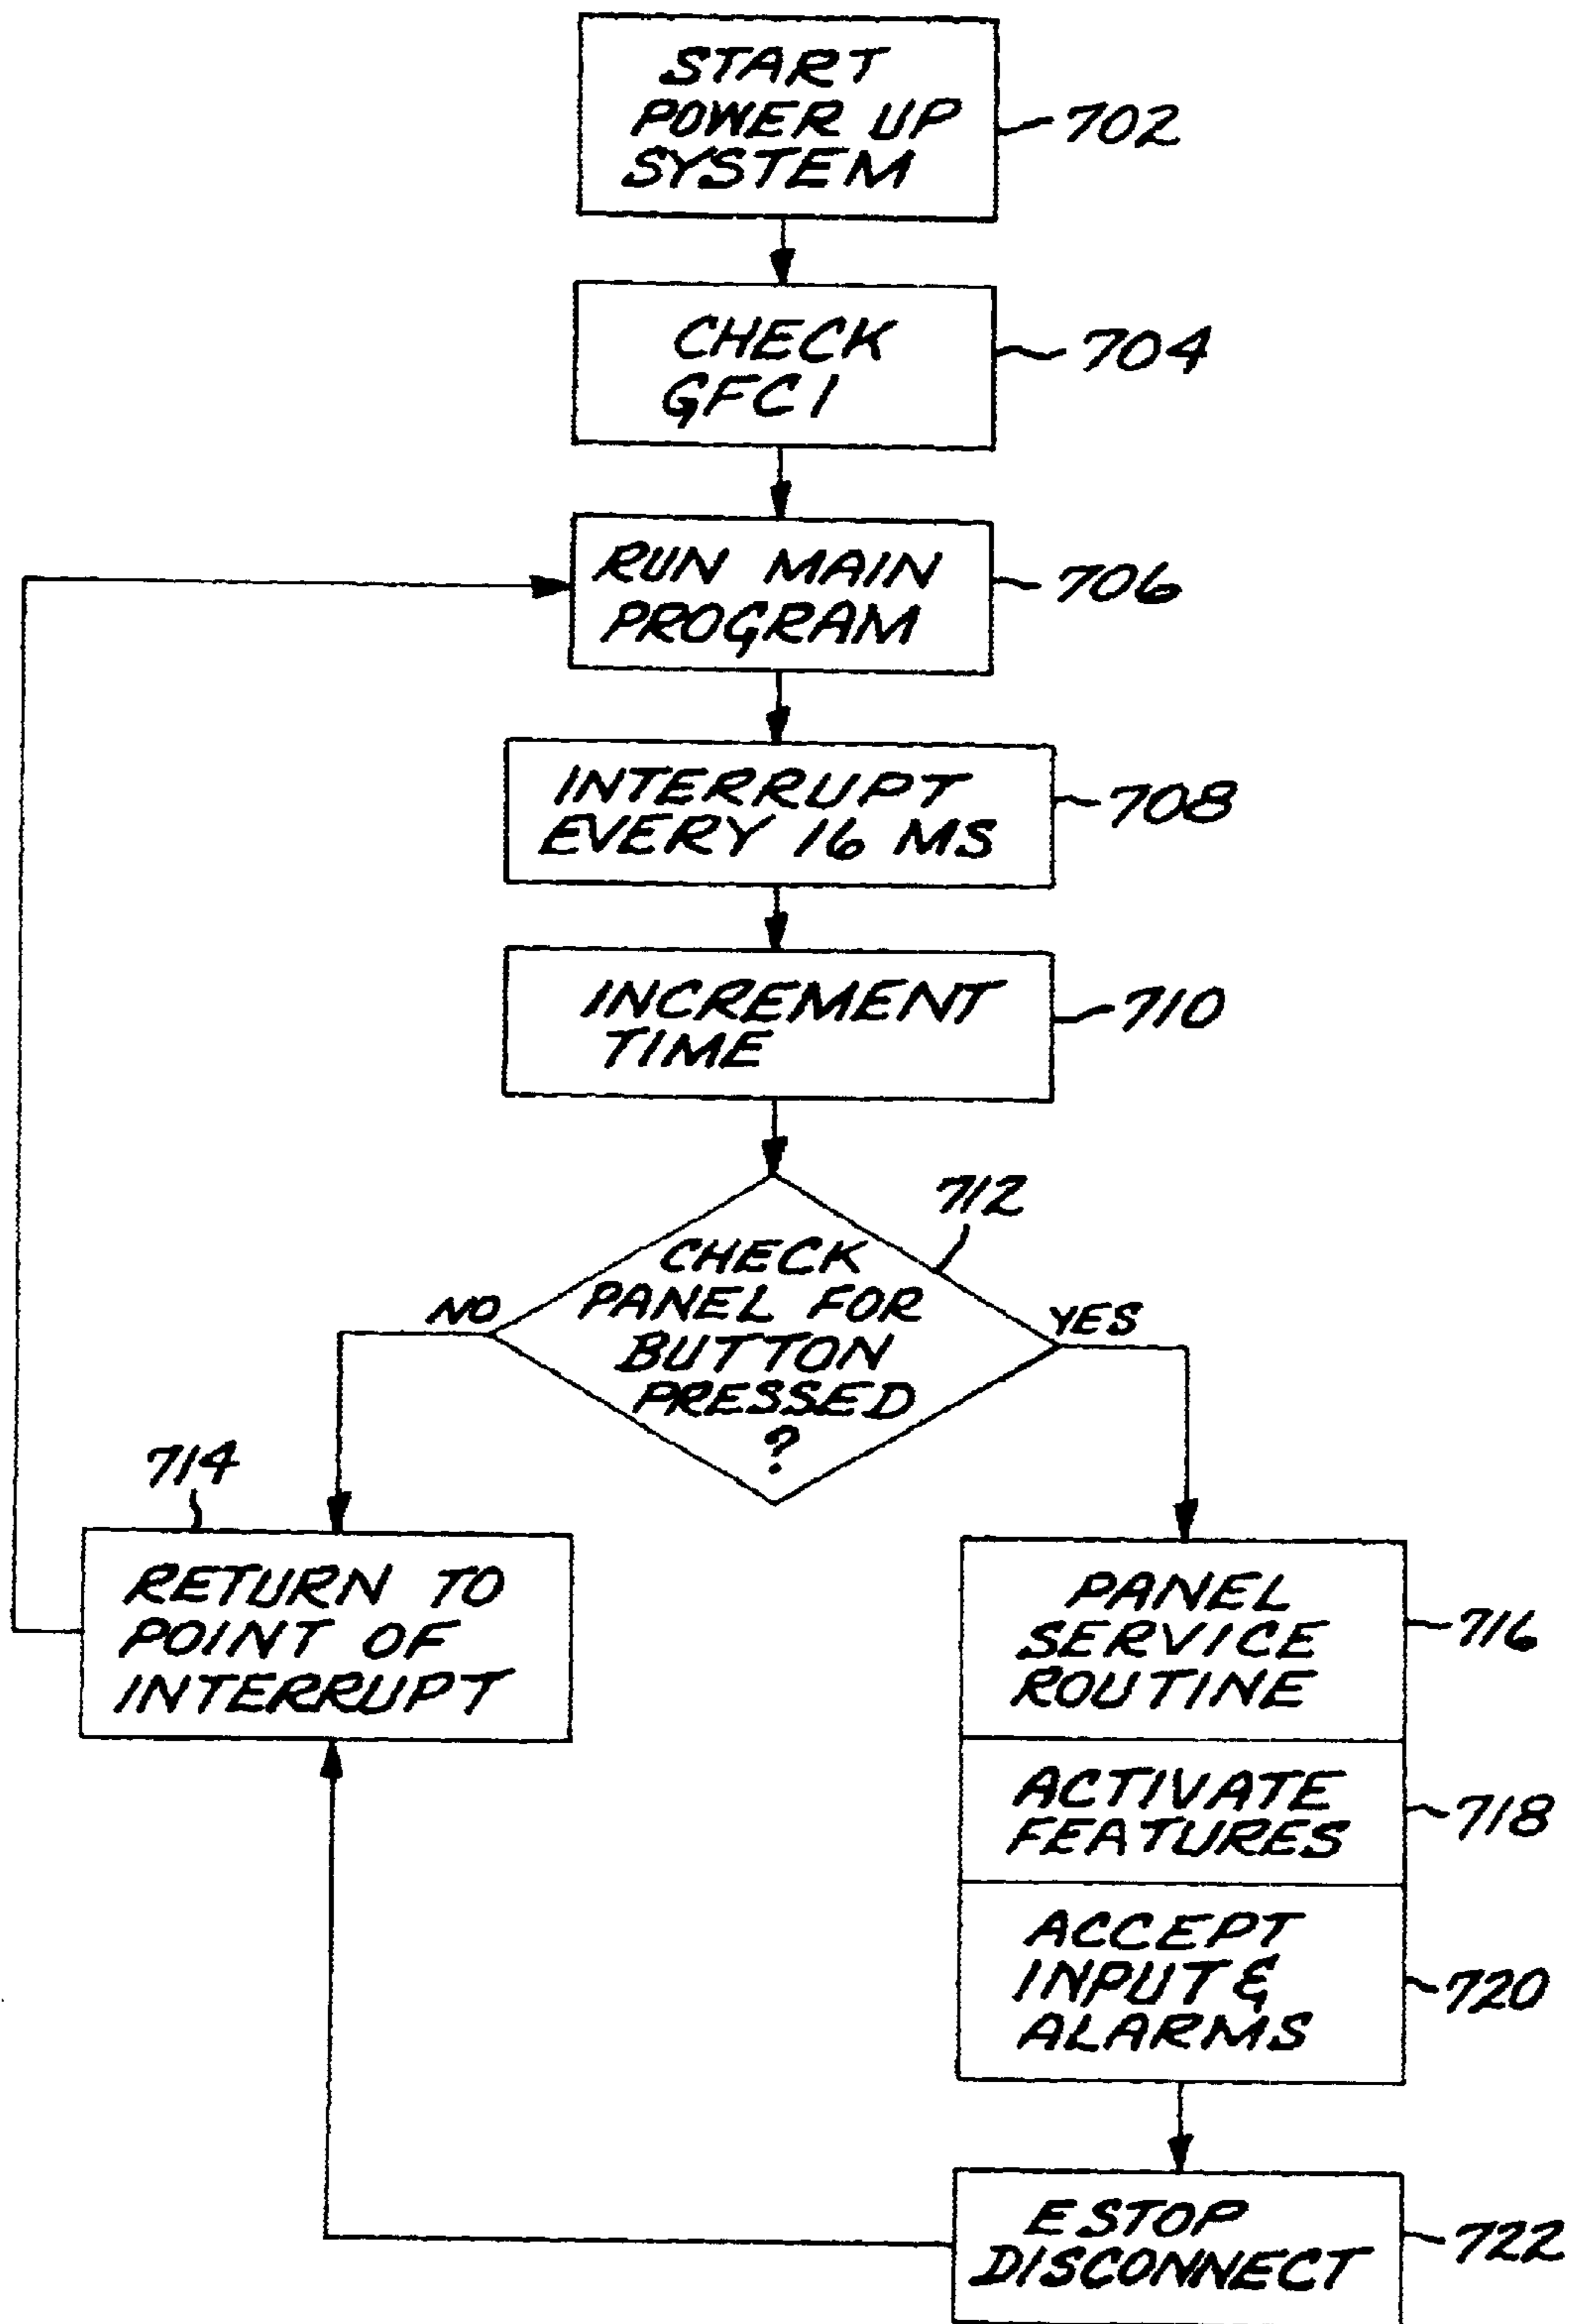 START
POWER UP
SYSTEM
702
CHECK
GFCI
704
RUN MAIN
PROGRAM
706
INTERRUPT
EVERY 16 MS
708
INCREMENT
TIME
710
712
CHECK
PANEL FOR
BUTTON
PRESSED
?
NO
YES
714
RETURN TO
POINT OF
INTERRUPT
PANEL
SERVICE
ROUTINE
716
ACTIVATE
FEATURES
718
ACCEPT
INPUT &
ALARMS
720
E STOP
DISCONNECT
722